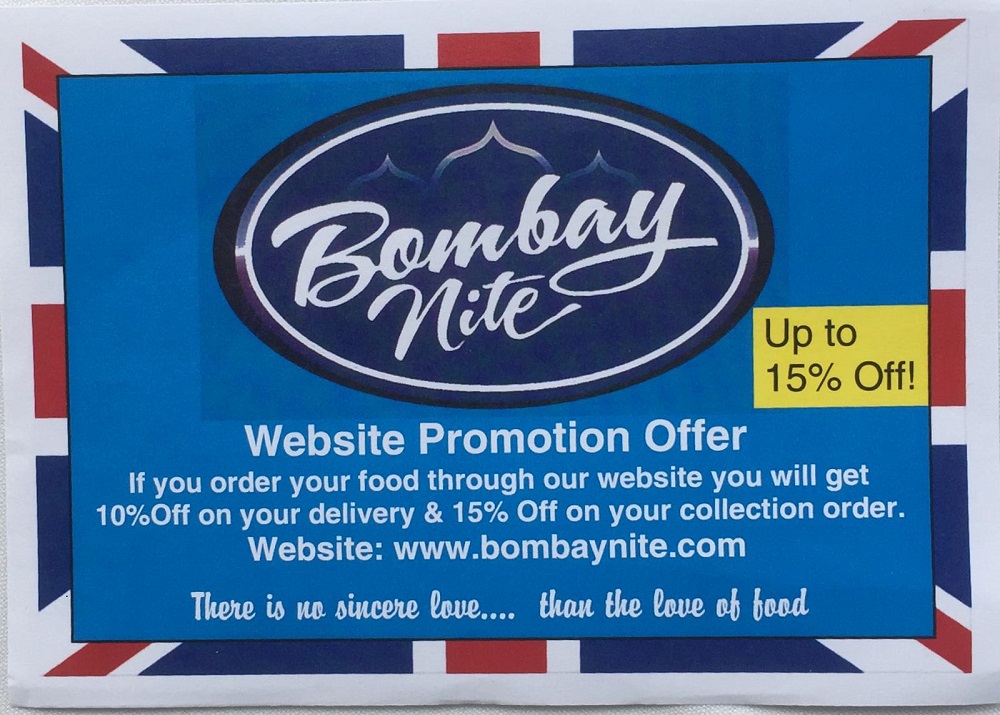 Bombay
Nite
Up to
15% Off!
Website Promotion Offer
If you order your food through our website you will get
10%Off on your delivery & 15% Off on your collection order.
Website: www.bombaynite.com
There is no sincere love.... than the love of food